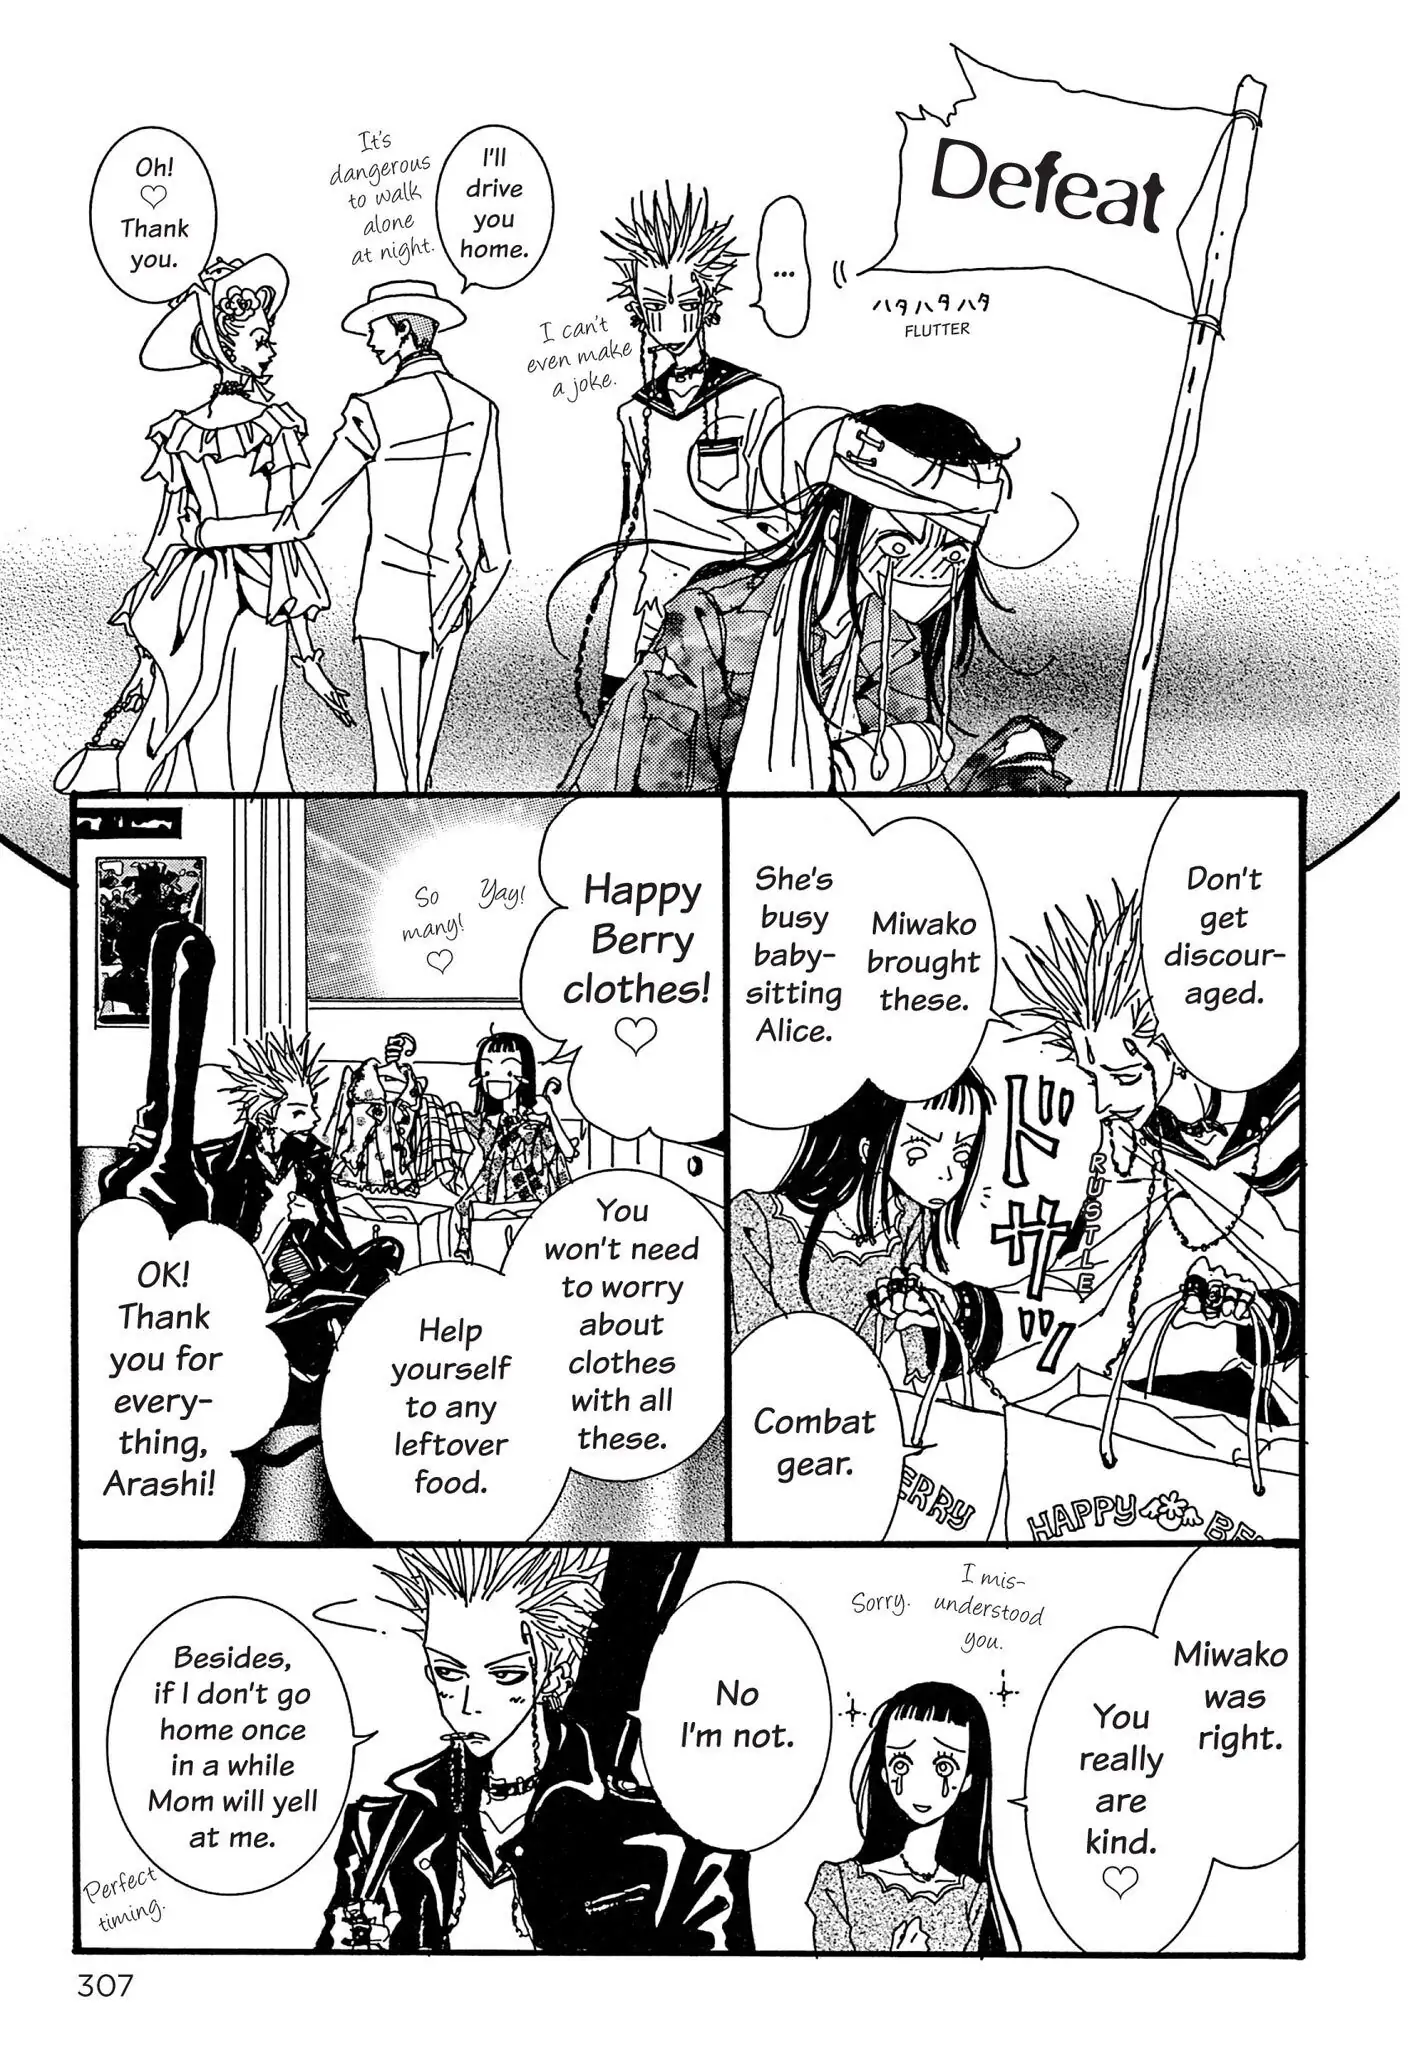 Defeat
ハタハタハタ
FLUTTER
...
I can't
even make
a joke.
I'll
drive
you
home.
It's
dangerous
to walk
alone
at night.
Oh!
♡
Thank
you.
Don't
get
discour-
aged.
Miwako
brought
these.
She's
busy
baby-
sitting
Alice.
ドサッ
RUSTLE
Combat
gear.
ERRY
HAPPY BE
Happy
Berry
clothes!
♡
Yay!
So
many!
♡
You
won't need
to worry
about
clothes
with all
these.
Help
yourself
to any
leftover
food.
OK!
Thank
you for
every-
thing,
Arashi!
Miwako
was
right.
You
really
are
kind.
♡
I mis-
understood
you.
Sorry.
No
I'm not.
Besides,
if I don't go
home once
in a while
Mom will yell
at me.
Perfect
timing.
307